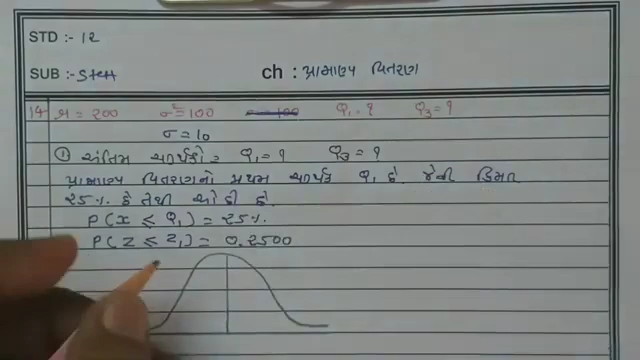 STD :- 12
SUB :- Stat ch : પ્રામાણ્ય વિતરણ
14 μ = 200 σ² = 100 Q₁ = ? Q₃ = ?
σ = 10
① અંતિમ ચતુર્થકો = Q₁ = ? Q₃ = ?
પ્રામાણ્ય વિતરણનો પ્રથમ ચતુર્થક Q₁ છે. જેની કિંમત
25% કે તેથી ઓછી છે.
P(x ≤ Q₁) = 25%.
P(Z ≤ z₁) = 0.2500